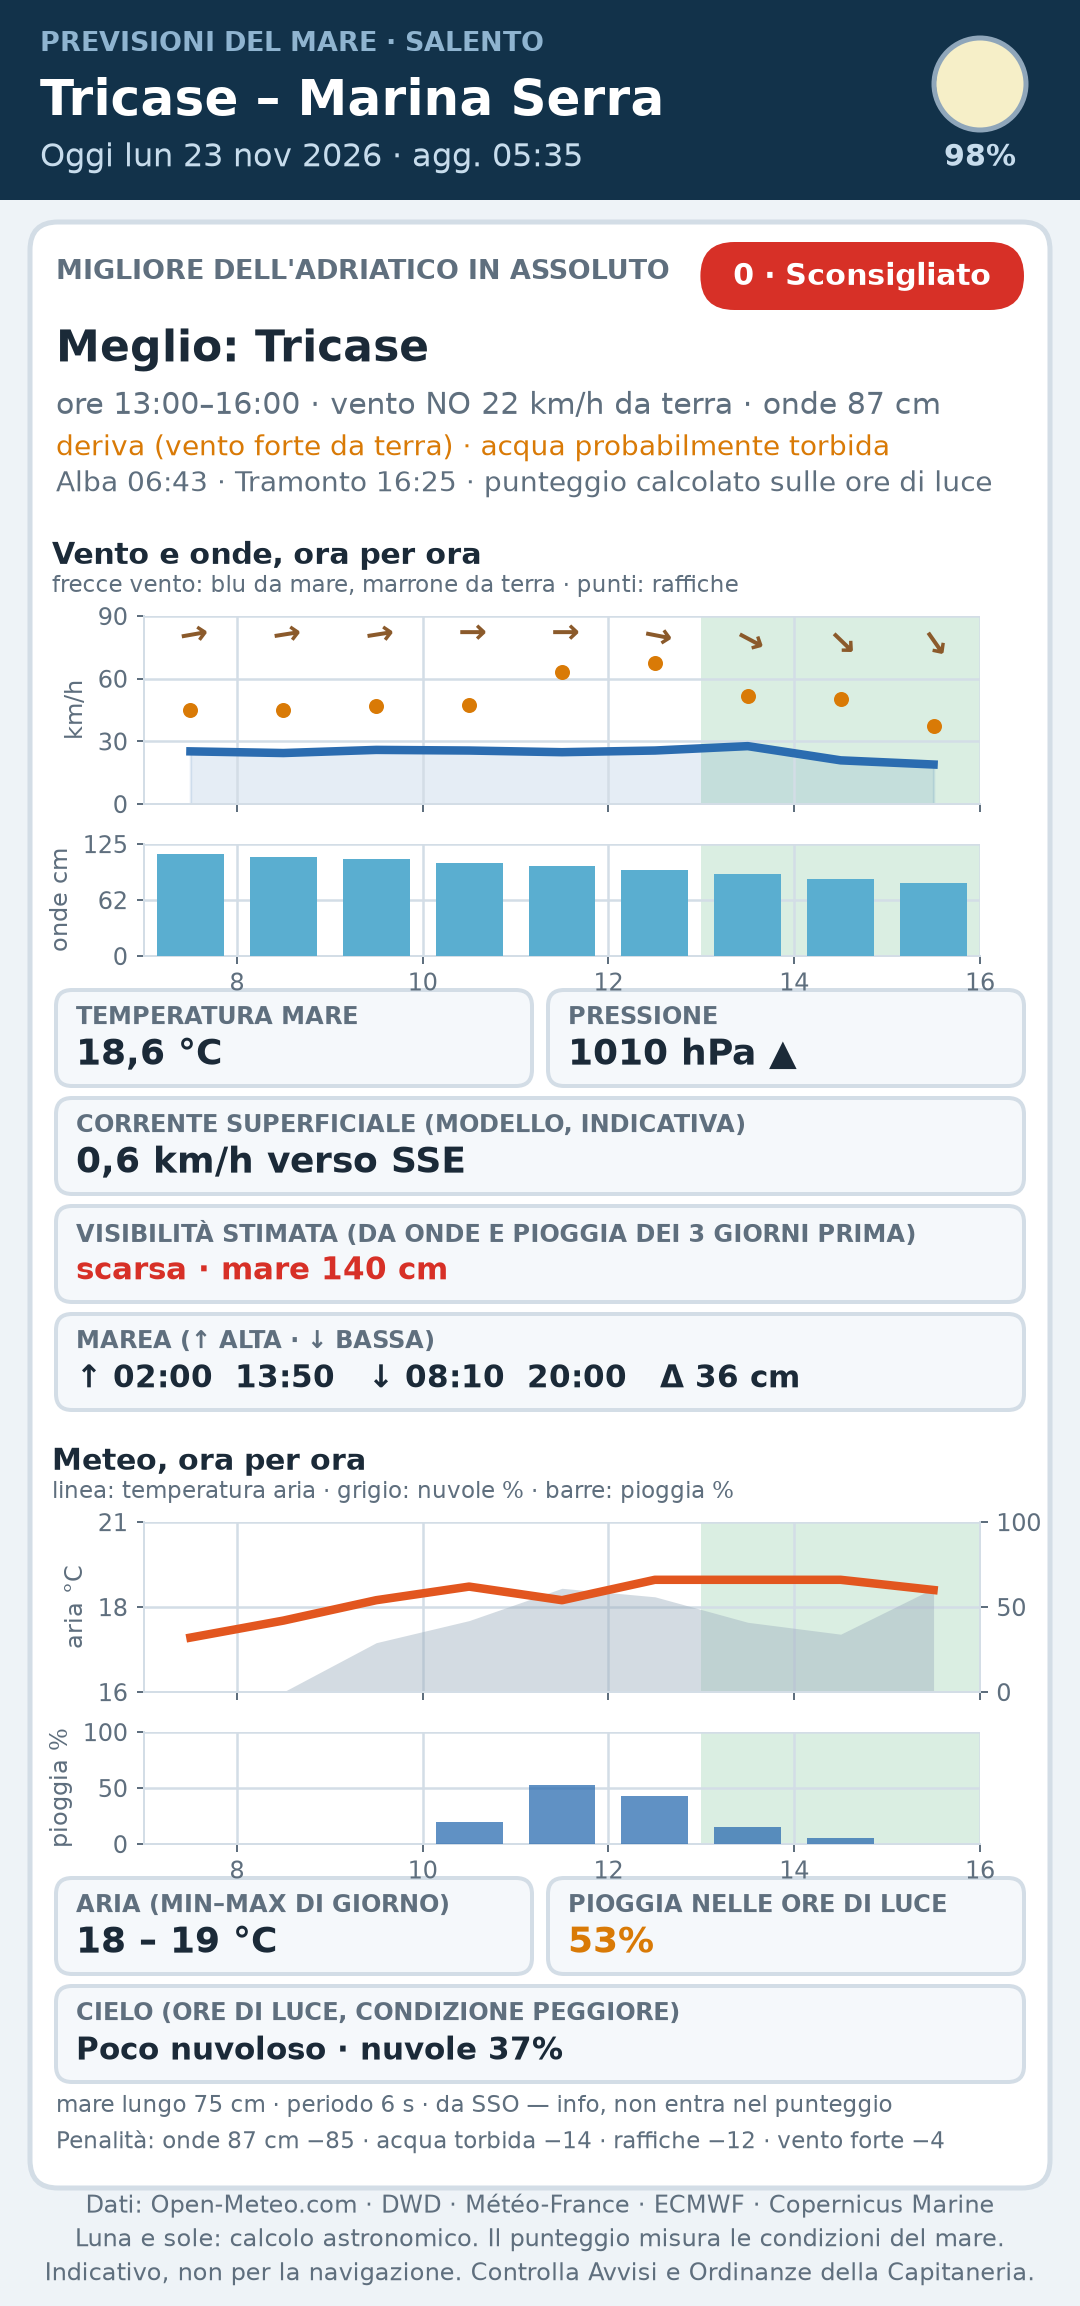 PREVISIONI DEL MARE · SALENTO
Tricase – Marina Serra
Oggi lun 23 nov 2026 · agg. 05:35
98%
MIGLIORE DELL'ADRIATICO IN ASSOLUTO
0 · Sconsigliato
Meglio: Tricase
ore 13:00–16:00 · vento NO 22 km/h da terra · onde 87 cm
deriva (vento forte da terra) · acqua probabilmente torbida
Alba 06:43 · Tramonto 16:25 · punteggio calcolato sulle ore di luce
Vento e onde, ora per ora
frecce vento: blu da mare, marrone da terra · punti: raffiche
90
60
30
0
km/h
125
62
0
onde cm
8 10 12 14 16
TEMPERATURA MARE
18,6 °C
PRESSIONE
1010 hPa ▲
CORRENTE SUPERFICIALE (MODELLO, INDICATIVA)
0,6 km/h verso SSE
VISIBILITÀ STIMATA (DA ONDE E PIOGGIA DEI 3 GIORNI PRIMA)
scarsa · mare 140 cm
MAREA (↑ ALTA · ↓ BASSA)
↑ 02:00 13:50 ↓ 08:10 20:00 Δ 36 cm
Meteo, ora per ora
linea: temperatura aria · grigio: nuvole % · barre: pioggia %
21
18
16
aria °C
100
50
0
100
50
0
pioggia %
8 10 12 14 16
ARIA (MIN–MAX DI GIORNO)
18 – 19 °C
PIOGGIA NELLE ORE DI LUCE
53%
CIELO (ORE DI LUCE, CONDIZIONE PEGGIORE)
Poco nuvoloso · nuvole 37%
mare lungo 75 cm · periodo 6 s · da SSO — info, non entra nel punteggio
Penalità: onde 87 cm −85 · acqua torbida −14 · raffiche −12 · vento forte −4
Dati: Open-Meteo.com · DWD · Météo-France · ECMWF · Copernicus Marine
Luna e sole: calcolo astronomico. Il punteggio misura le condizioni del mare.
Indicativo, non per la navigazione. Controlla Avvisi e Ordinanze della Capitaneria.